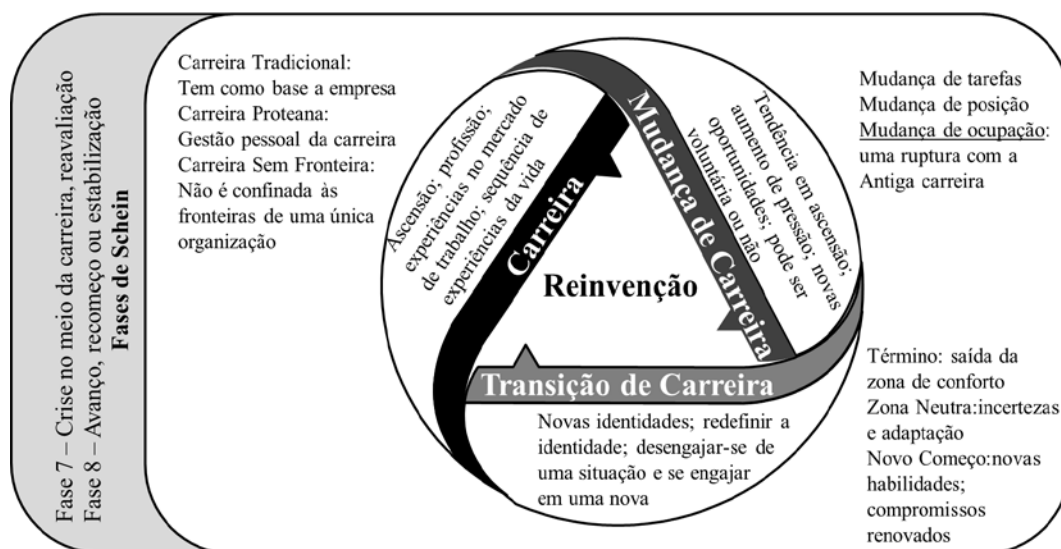 Fase 7 – Crise no meio da carreira, reavaliação
Fase 8 – Avanço, recomeço ou estabilização
Fases de Schein
Carreira Tradicional:
Tem como base a empresa
Carreira Proteana:
Gestão pessoal da carreira
Carreira Sem Fronteira:
Não é confinada às
fronteiras de uma única
organização
Ascensão; profissão;
experiências no mercado
de trabalho; sequência de
experiências da vida
Carreira
Mudança de Carreira
Tendência em ascensão;
aumento de pressão; novas
oportunidades; pode ser
voluntária ou não
Mudança de tarefas
Mudança de posição
Mudança de ocupação:
uma ruptura com a
Antiga carreira
Reinvenção
Transição de Carreira
Novas identidades; redefinir a
identidade; desengajar-se de
uma situação e se engajar
em uma nova
Término: saída da
zona de conforto
Zona Neutra:incertezas
e adaptação
Novo Começo:novas
habilidades;
compromissos
renovados